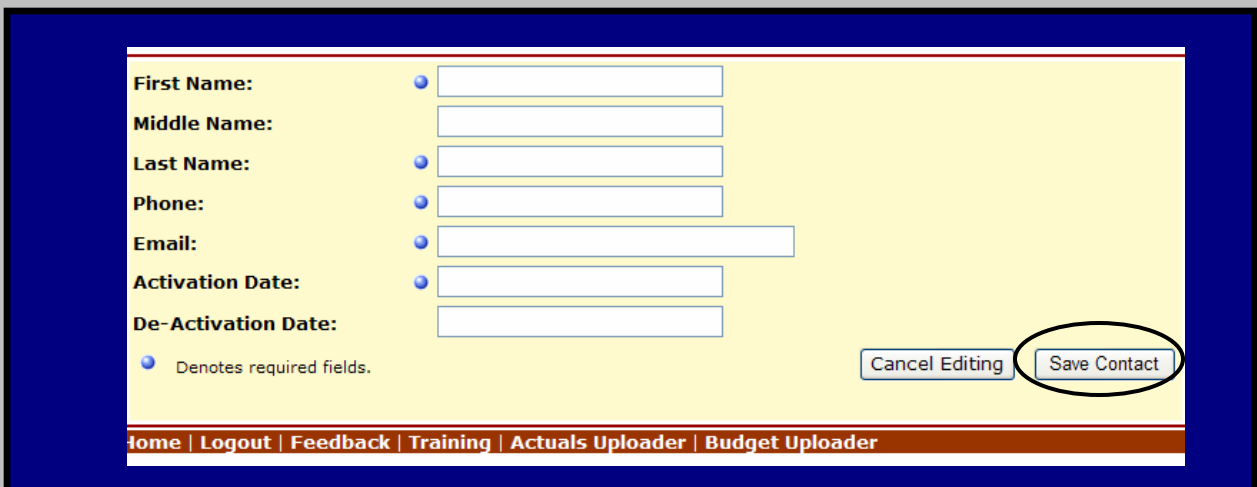 First Name:
Middle Name:
Last Name:
Phone:
Email:
Activation Date:
De-Activation Date:
Denotes required fields.
Cancel Editing Save Contact
Home | Logout | Feedback | Training | Actuals Uploader | Budget Uploader